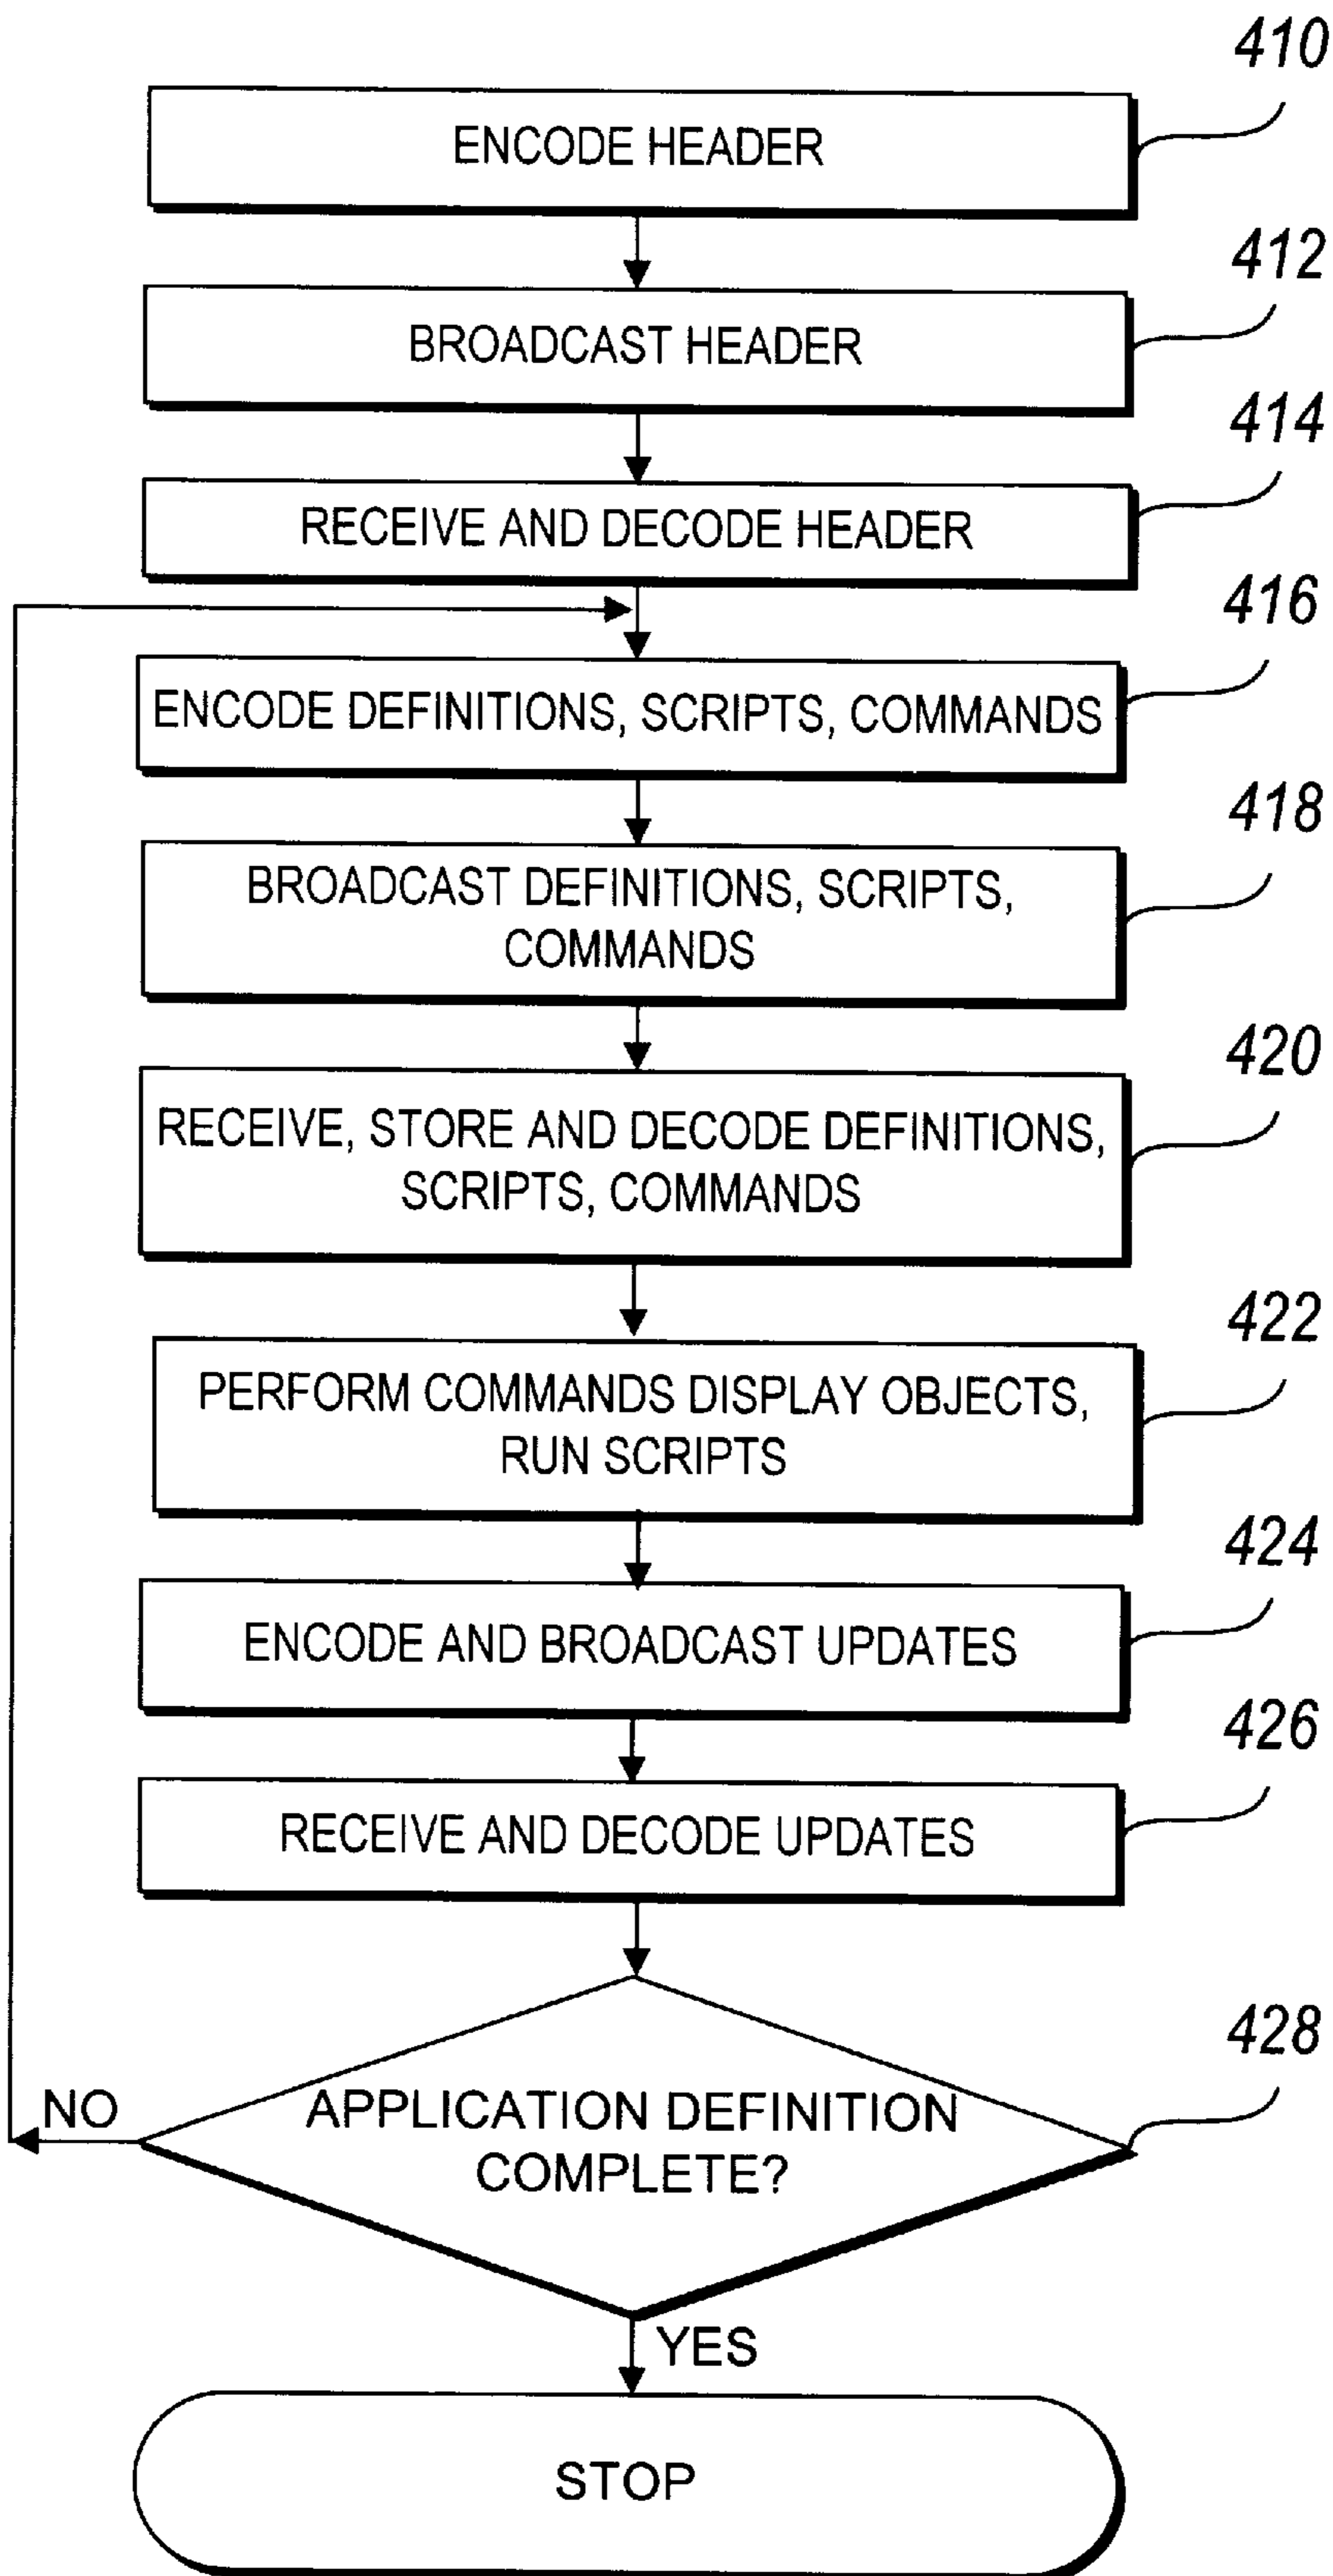 410
ENCODE HEADER
412
BROADCAST HEADER
414
RECEIVE AND DECODE HEADER
416
ENCODE DEFINITIONS, SCRIPTS, COMMANDS
418
BROADCAST DEFINITIONS, SCRIPTS,
COMMANDS
420
RECEIVE, STORE AND DECODE DEFINITIONS,
SCRIPTS, COMMANDS
422
PERFORM COMMANDS DISPLAY OBJECTS,
RUN SCRIPTS
424
ENCODE AND BROADCAST UPDATES
426
RECEIVE AND DECODE UPDATES
428
NO
APPLICATION DEFINITION
COMPLETE?
YES
STOP